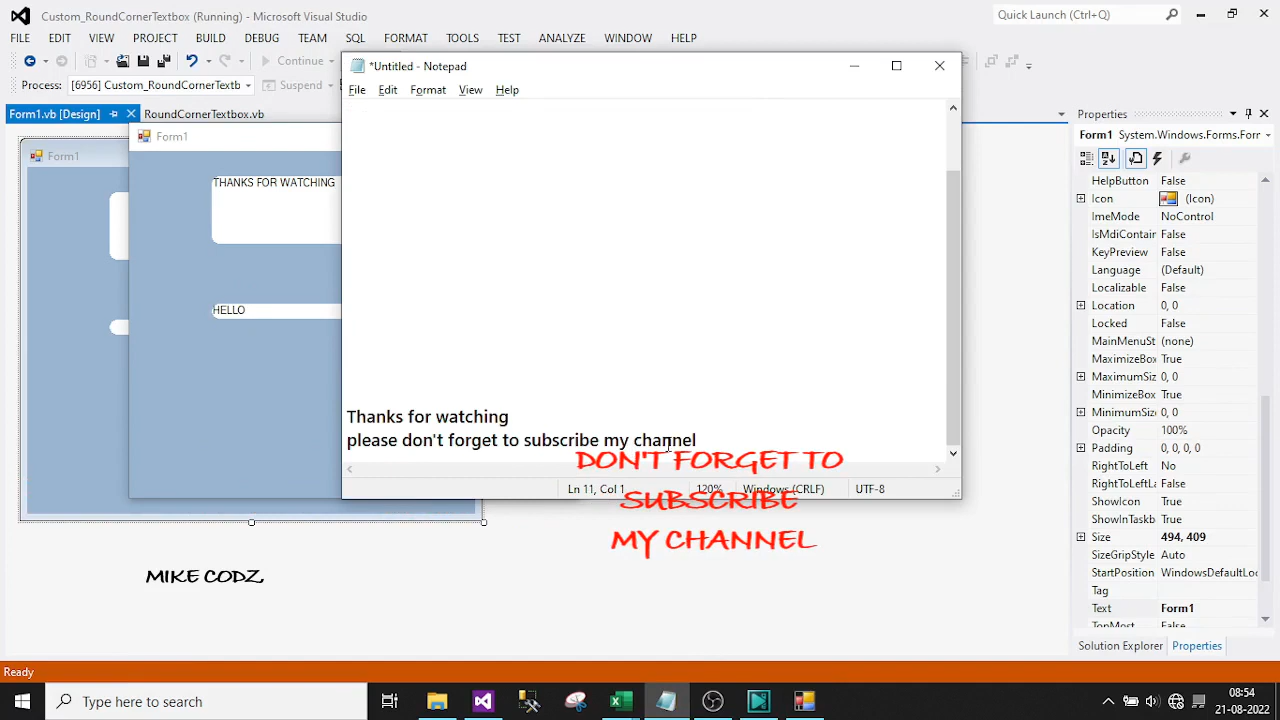 Custom_RoundCornerTextbox (Running) - Microsoft Visual Studio
Quick Launch (Ctrl+Q)
FILE EDIT VIEW PROJECT BUILD DEBUG TEAM SQL FORMAT TOOLS TEST ANALYZE WINDOW HELP
Continue
Process: [6956] Custom_RoundCornerTextb
Suspend
Form1.vb [Design]
RoundCornerTextbox.vb
Form1
Form1
THANKS FOR WATCHING
HELLO
*Untitled - Notepad
File Edit Format View Help
Thanks for watching
please don't forget to subscribe my channel
Ln 11, Col 1
120%
Windows (CRLF)
UTF-8
DON'T FORGET TO
SUBSCRIBE
MY CHANNEL
MIKE CODZ,
Properties
Form1 System.Windows.Forms.Forr
HelpButton False
Icon (Icon)
ImeMode NoControl
IsMdiContain False
KeyPreview False
Language (Default)
Localizable False
Location 0, 0
Locked False
MainMenuSt (none)
MaximizeBox True
MaximumSiz 0, 0
MinimizeBox True
MinimumSiz 0, 0
Opacity 100%
Padding 0, 0, 0, 0
RightToLeft No
RightToLeftLa False
ShowIcon True
ShowInTaskb True
Size 494, 409
SizeGripStyle Auto
StartPosition WindowsDefaultLoc
Tag
Text Form1
TopMost False
Solution Explorer Properties
Ready
Type here to search
08:54
21-08-2022